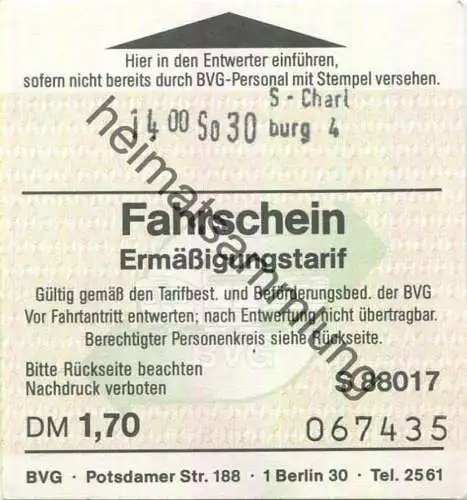 Hier in den Entwerter einführen,
sofern nicht bereits durch BVG-Personal mit Stempel versehen.
S - Charl
14 00 So 30 burg 4
Fahrschein
Ermäßigungstarif
Gültig gemäß den Tarifbest. und Beförderungsbed. der BVG
Vor Fahrtantritt entwerten; nach Entwertung nicht übertragbar.
Berechtigter Personenkreis siehe Rückseite.
BVG
Bitte Rückseite beachten
Nachdruck verboten
S 88017
DM 1,70
067435
BVG · Potsdamer Str. 188 · 1 Berlin 30 · Tel. 2561
heimatsammlung